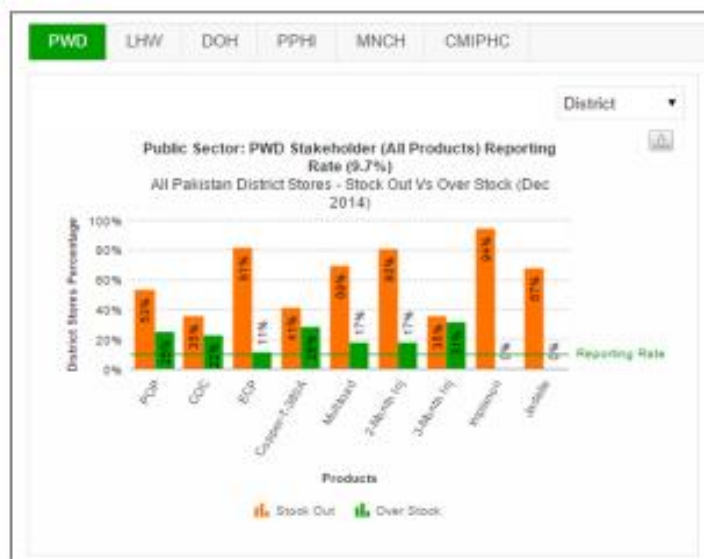 PWD LHW DOH PPHI MNCH CMIPHC
District
Public Sector: PWD Stakeholder (All Products) Reporting
Rate (9.7%)
All Pakistan District Stores - Stock Out Vs Over Stock (Dec
2014)
District Stores Percentage
100%
80%
60%
40%
20%
0%
53% 35% 22% 81% 11% 41% 28% 69% 17% 17% 35% 31% 94% 0% 67% 0%
Reporting Rate
POP COC ECP Copper-T-380A Multiload 2-Month Inj 3-Month Inj Implanon Jadelle
Products
Stock Out Over Stock